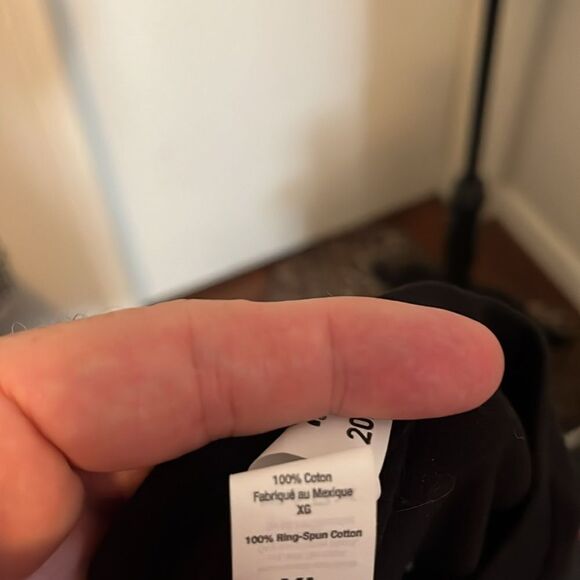 20
100% Coton
Fabriqué au Mexique
XG
100% Ring-Spun Cotton